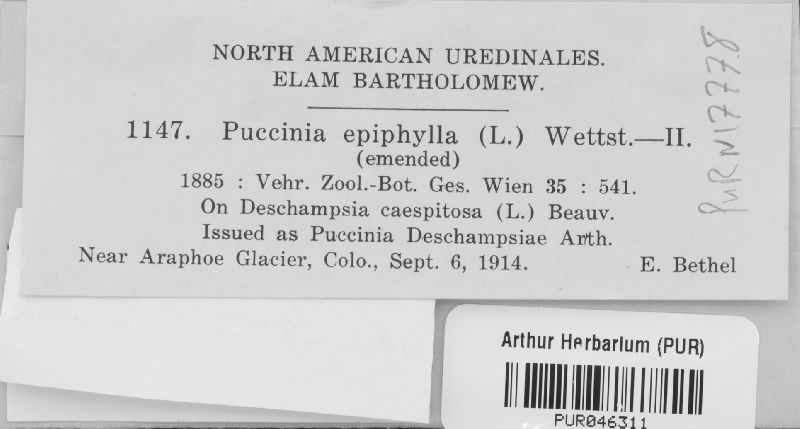 NORTH AMERICAN UREDINALES.
ELAM BARTHOLOMEW.
1147. Puccinia epiphylla (L.) Wettst.—II.
(emended)
1885 : Vehr. Zool.-Bot. Ges. Wien 35 : 541.
On Deschampsia caespitosa (L.) Beauv.
Issued as Puccinia Deschampsiae Arth.
Near Araphoe Glacier, Colo., Sept. 6, 1914. E. Bethel
PUR N17778
Arthur Herbarium (PUR)
PUR046311